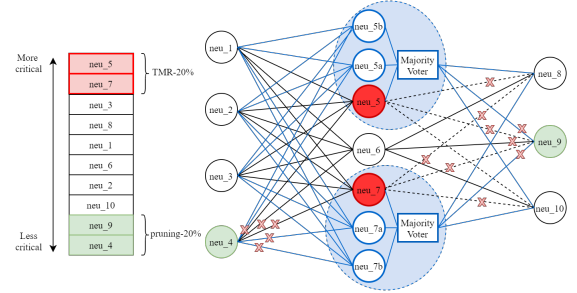 More
critical
neu_5
neu_7
neu_3
neu_8
neu_1
neu_6
neu_2
neu_10
neu_9
neu_4
Less
critical
TMR-20%
pruning-20%
neu_1
neu_2
neu_3
neu_4
neu_5b
neu_5a
neu_5
neu_6
neu_7
neu_7a
neu_7b
Majority
Voter
Majority
Voter
neu_8
neu_9
neu_10